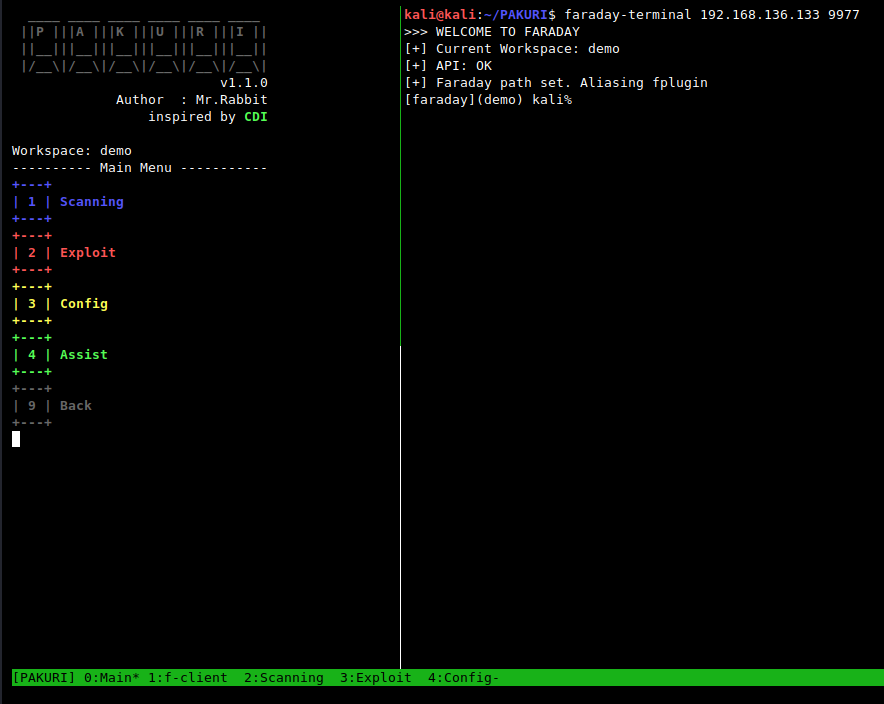 ____ ____ ____ ____ ____ ____
||P |||A |||K |||U |||R |||I ||
||__|||__|||__|||__|||__|||__||
|/__\|/__\|/__\|/__\|/__\|/__\|
v1.1.0
Author  : Mr.Rabbit
inspired by CDI
Workspace: demo
---------- Main Menu -----------
+---+
| 1 | Scanning
+---+
+---+
| 2 | Exploit
+---+
+---+
| 3 | Config
+---+
+---+
| 4 | Assist
+---+
+---+
| 9 | Back
+---+
kali@kali:~/PAKURI$ faraday-terminal 192.168.136.133 9977
>>> WELCOME TO FARADAY
[+] Current Workspace: demo
[+] API: OK
[+] Faraday path set. Aliasing fplugin
[faraday](demo) kali%
[PAKURI] 0:Main* 1:f-client  2:Scanning  3:Exploit  4:Config-